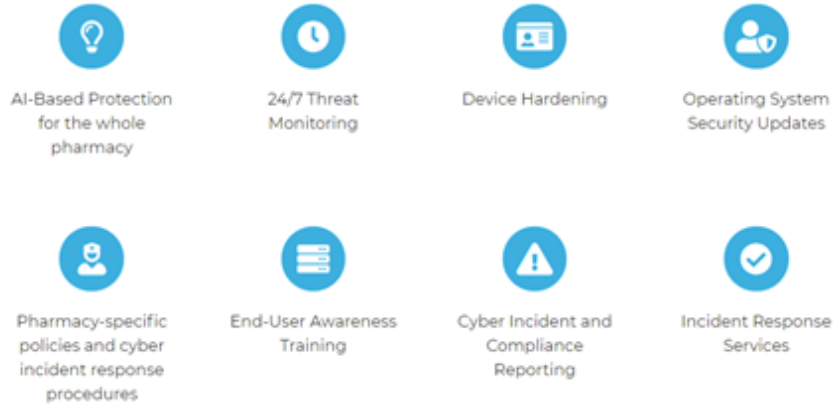 AI-Based Protection
for the whole
pharmacy
24/7 Threat
Monitoring
Device Hardening
Operating System
Security Updates
Pharmacy-specific
policies and cyber
incident response
procedures
End-User Awareness
Training
Cyber Incident and
Compliance
Reporting
Incident Response
Services